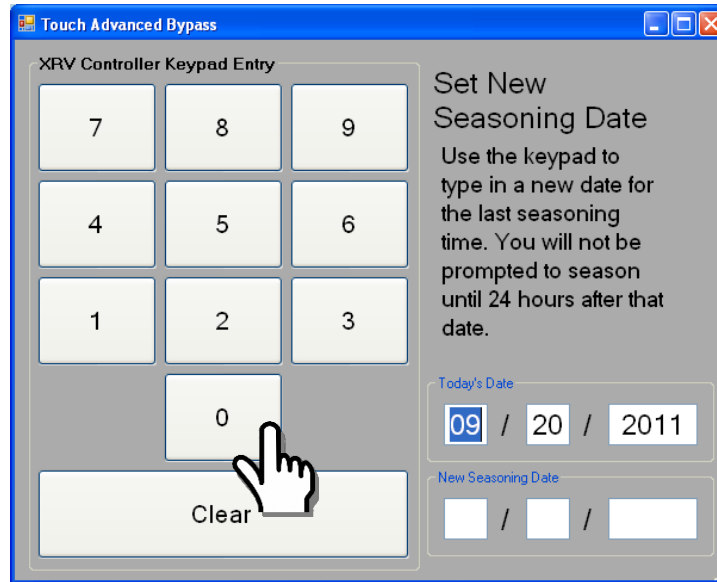 Touch Advanced Bypass
XRV Controller Keypad Entry
7 8 9
4 5 6
1 2 3
0
Clear
Set New
Seasoning Date
Use the keypad to
type in a new date for
the last seasoning
time. You will not be
prompted to season
until 24 hours after that
date.
Today's Date
09 / 20 / 2011
New Seasoning Date
/ /